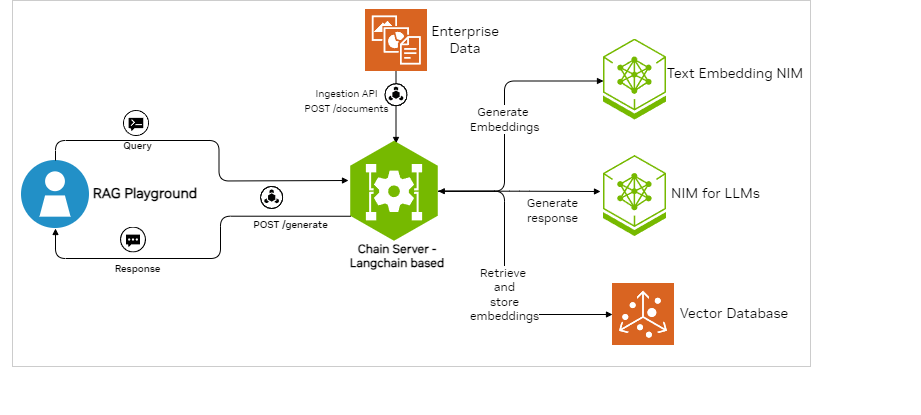 Enterprise
Data
Ingestion API
POST /documents
Query
RAG Playground
POST /generate
Response
Chain Server -
Langchain based
Generate
Embeddings
Text Embedding NIM
Generate
response
NIM for LLMs
Retrieve
and
store
embeddings
Vector Database